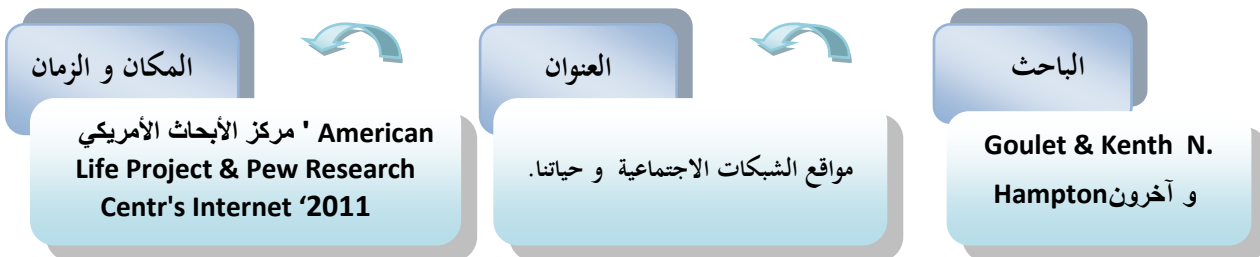 الباحث
Goulet & Kenth N.
و آخرونHampton
العنوان
مواقع الشبكات الاجتماعية و حياتنا.
المكان و الزمان
مركز الأبحاث الأمريكي ' American
Life Project & Pew Research
Centr's Internet ‘2011